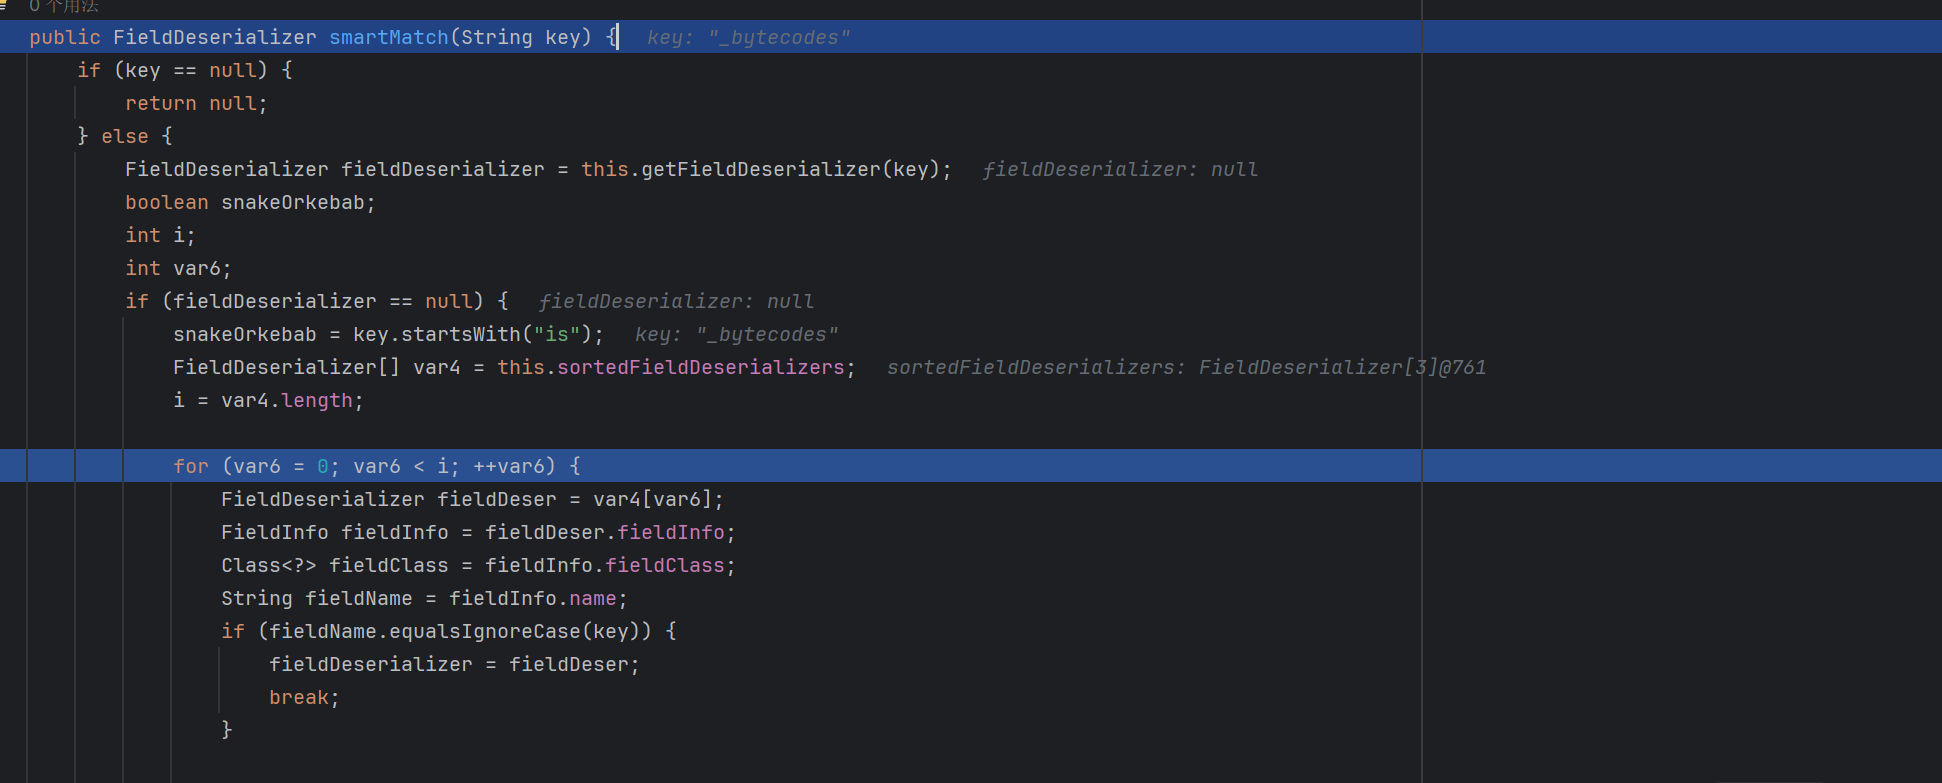 0 个用法
public FieldDeserializer smartMatch(String key) {   key: "_bytecodes"
    if (key == null) {
        return null;
    } else {
        FieldDeserializer fieldDeserializer = this.getFieldDeserializer(key);   fieldDeserializer: null
        boolean snakeOrkebab;
        int i;
        int var6;
        if (fieldDeserializer == null) {   fieldDeserializer: null
            snakeOrkebab = key.startsWith("is");   key: "_bytecodes"
            FieldDeserializer[] var4 = this.sortedFieldDeserializers;   sortedFieldDeserializers: FieldDeserializer[3]@761
            i = var4.length;
            for (var6 = 0; var6 < i; ++var6) {
                FieldDeserializer fieldDeser = var4[var6];
                FieldInfo fieldInfo = fieldDeser.fieldInfo;
                Class<?> fieldClass = fieldInfo.fieldClass;
                String fieldName = fieldInfo.name;
                if (fieldName.equalsIgnoreCase(key)) {
                    fieldDeserializer = fieldDeser;
                    break;
                }